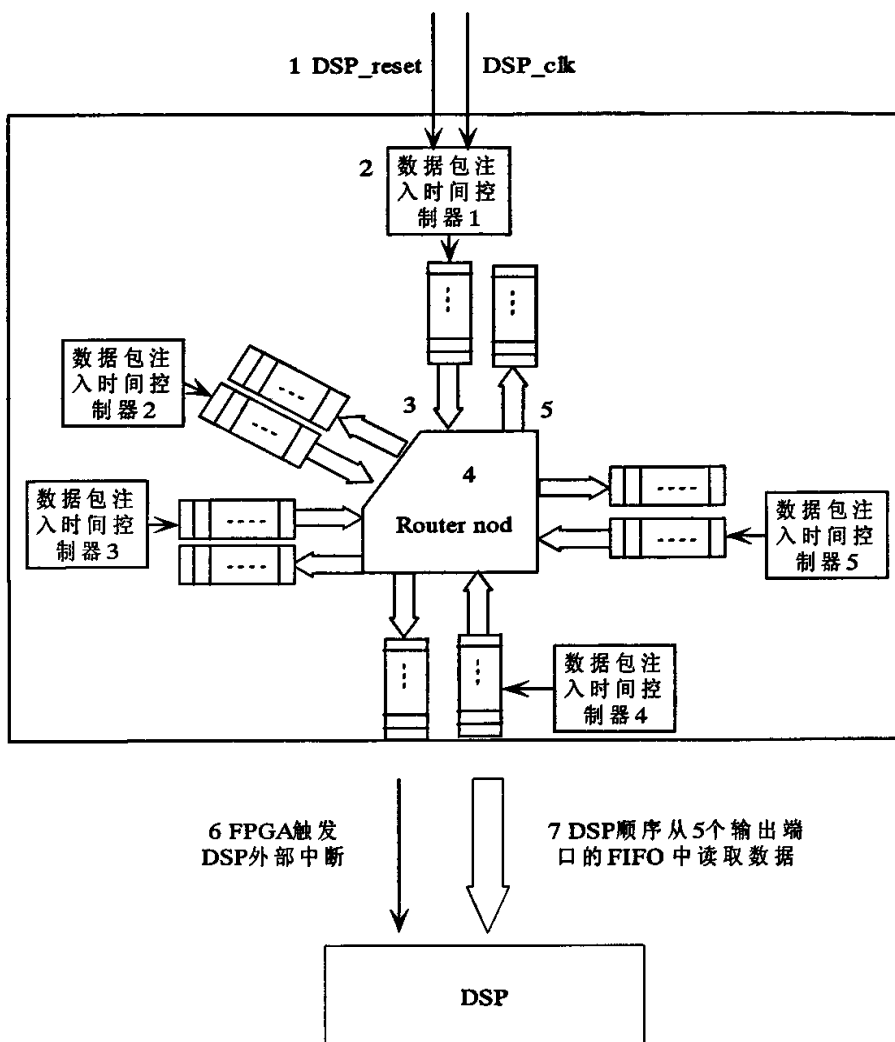 1 DSP_reset
DSP_clk
2
数据包注
入时间控
制器1
数据包注
入时间控
制器2
3
5
4
Router nod
数据包注
入时间控
制器3
数据包注
入时间控
制器5
数据包注
入时间控
制器4
6 FPGA触发
DSP外部中断
7 DSP顺序从5个输出端
口的FIFO中读取数据
DSP